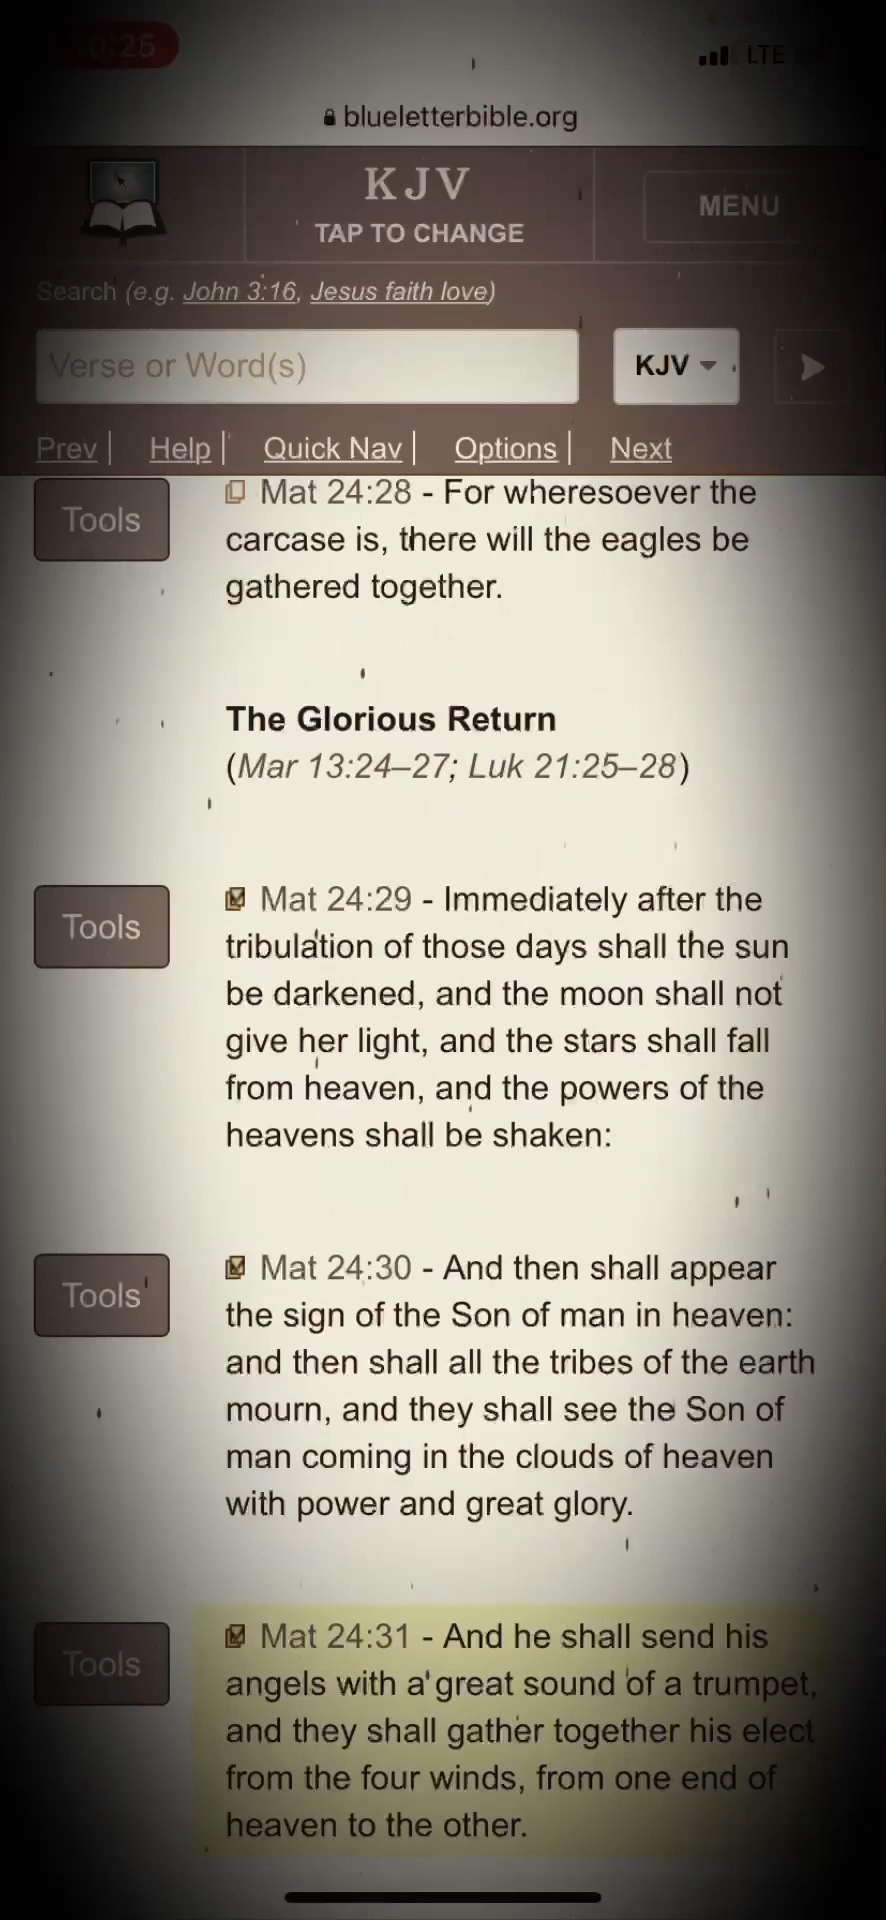 0:25
LTE
blueletterbible.org
KJV
TAP TO CHANGE
MENU
Search (e.g. John 3:16, Jesus faith love)
Verse or Word(s)
KJV
Prev | Help | Quick Nav | Options | Next
Tools
Mat 24:28 - For wheresoever the
carcase is, there will the eagles be
gathered together.
The Glorious Return
(Mar 13:24–27; Luk 21:25–28)
Tools
Mat 24:29 - Immediately after the
tribulation of those days shall the sun
be darkened, and the moon shall not
give her light, and the stars shall fall
from heaven, and the powers of the
heavens shall be shaken:
Tools
Mat 24:30 - And then shall appear
the sign of the Son of man in heaven:
and then shall all the tribes of the earth
mourn, and they shall see the Son of
man coming in the clouds of heaven
with power and great glory.
Tools
Mat 24:31 - And he shall send his
angels with a great sound of a trumpet,
and they shall gather together his elect
from the four winds, from one end of
heaven to the other.